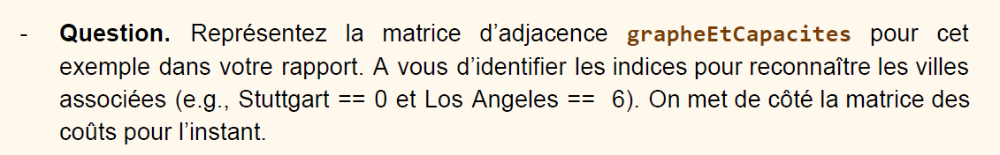 - Question. Représentez la matrice d’adjacence grapheEtCapacites pour cet
exemple dans votre rapport. A vous d’identifier les indices pour reconnaître les villes
associées (e.g., Stuttgart == 0 et Los Angeles == 6). On met de côté la matrice des
coûts pour l’instant.